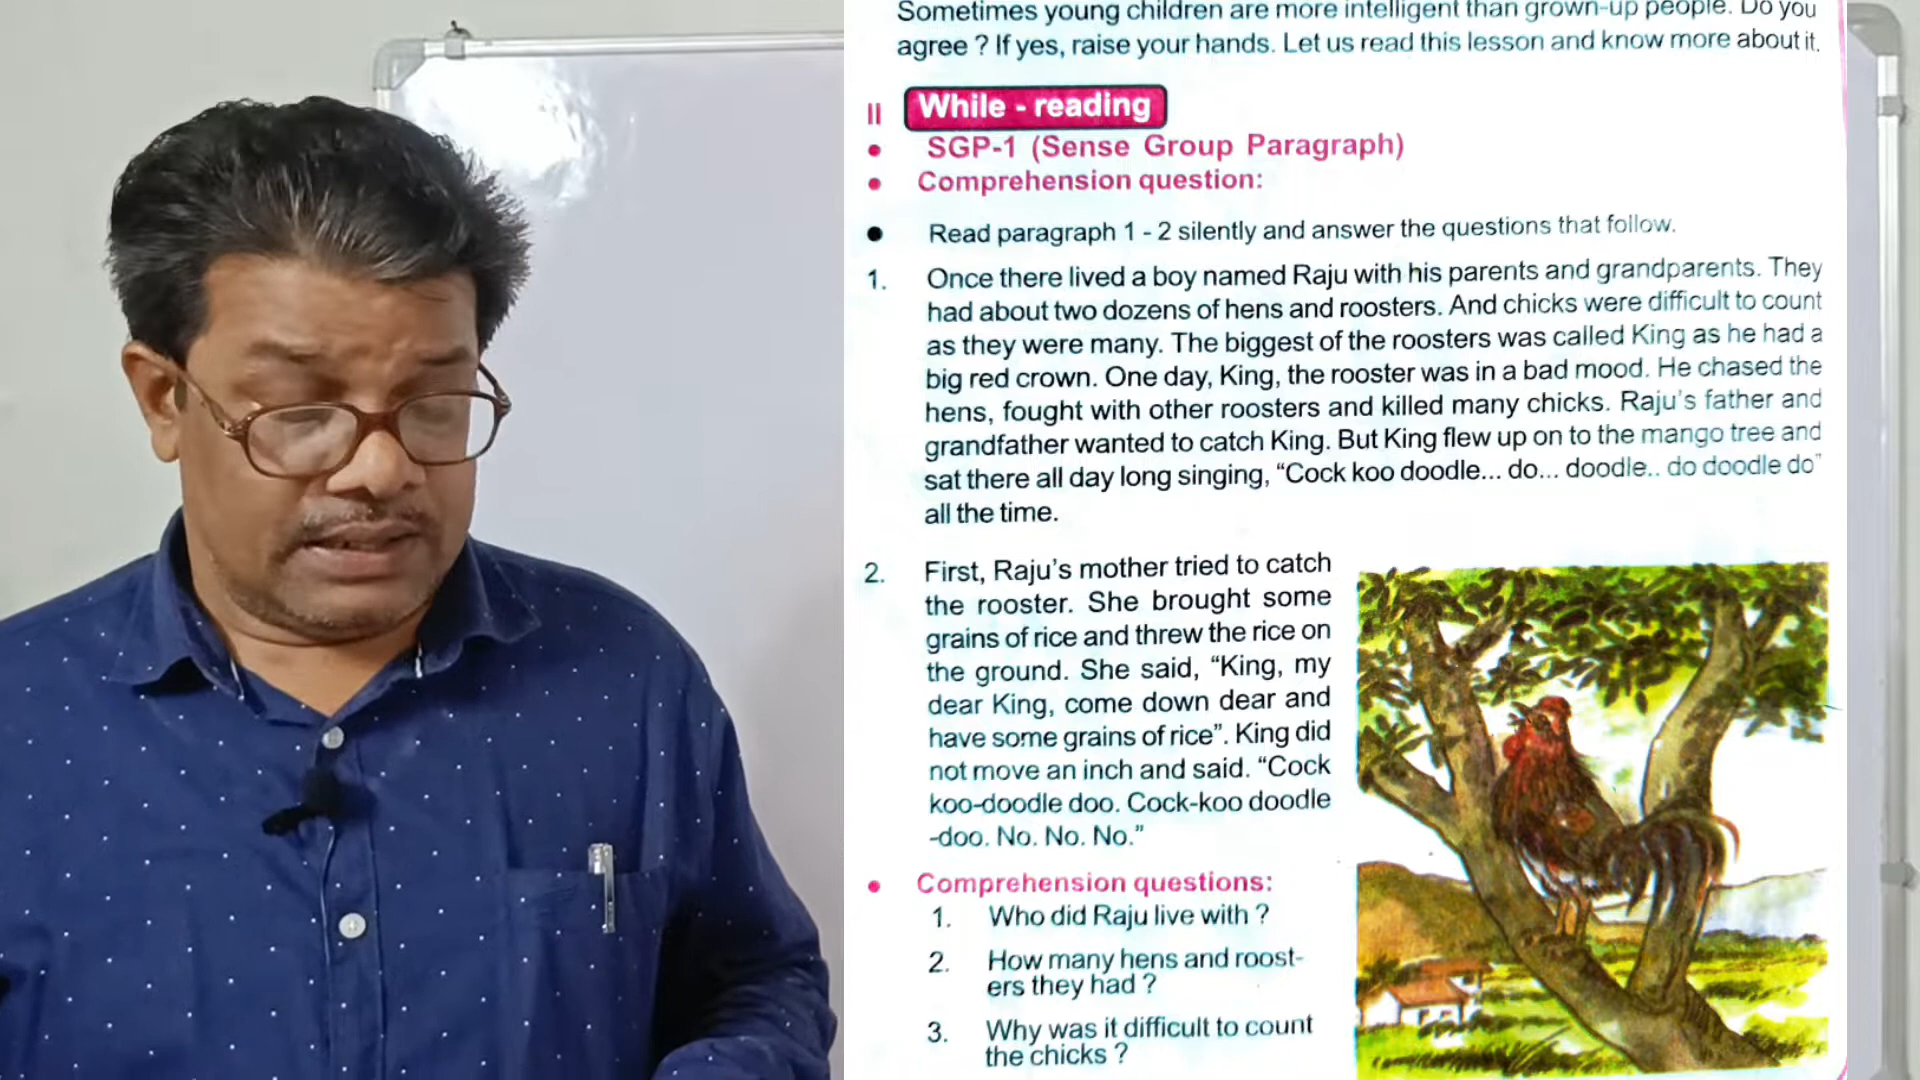 Sometimes young children are more intelligent than grown-up people. Do you
agree ? If yes, raise your hands. Let us read this lesson and know more about it.
II While - reading
• SGP-1 (Sense Group Paragraph)
• Comprehension question:
● Read paragraph 1 - 2 silently and answer the questions that follow.
1. Once there lived a boy named Raju with his parents and grandparents. They
had about two dozens of hens and roosters. And chicks were difficult to count
as they were many. The biggest of the roosters was called King as he had a
big red crown. One day, King, the rooster was in a bad mood. He chased the
hens, fought with other roosters and killed many chicks. Raju's father and
grandfather wanted to catch King. But King flew up on to the mango tree and
sat there all day long singing, “Cock koo doodle... do... doodle.. do doodle do”
all the time.
2. First, Raju's mother tried to catch
the rooster. She brought some
grains of rice and threw the rice on
the ground. She said, “King, my
dear King, come down dear and
have some grains of rice”. King did
not move an inch and said. “Cock
koo-doodle doo. Cock-koo doodle
-doo. No. No. No.”
• Comprehension questions:
1. Who did Raju live with ?
2. How many hens and roost-
ers they had ?
3. Why was it difficult to count
the chicks ?